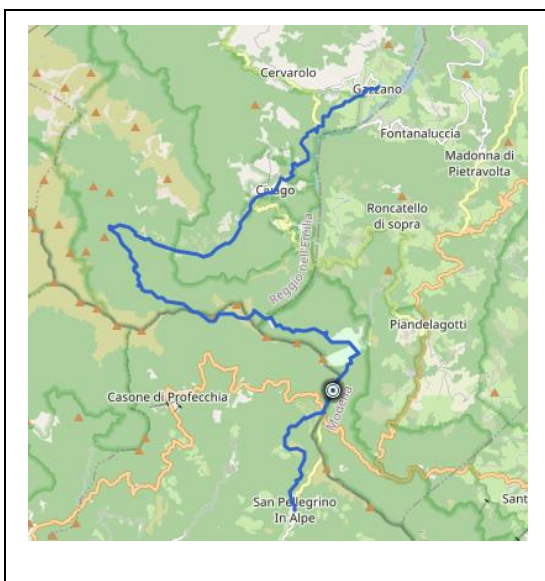 Cervarolo
Gazzano
Fontanaluccia
Madonna di
Pietravolta
Civago
Roncatello
di sopra
Reggio nell'Emilia
Piandelagotti
Casone di Profecchia
Modena
San Pellegrino
In Alpe
Sant